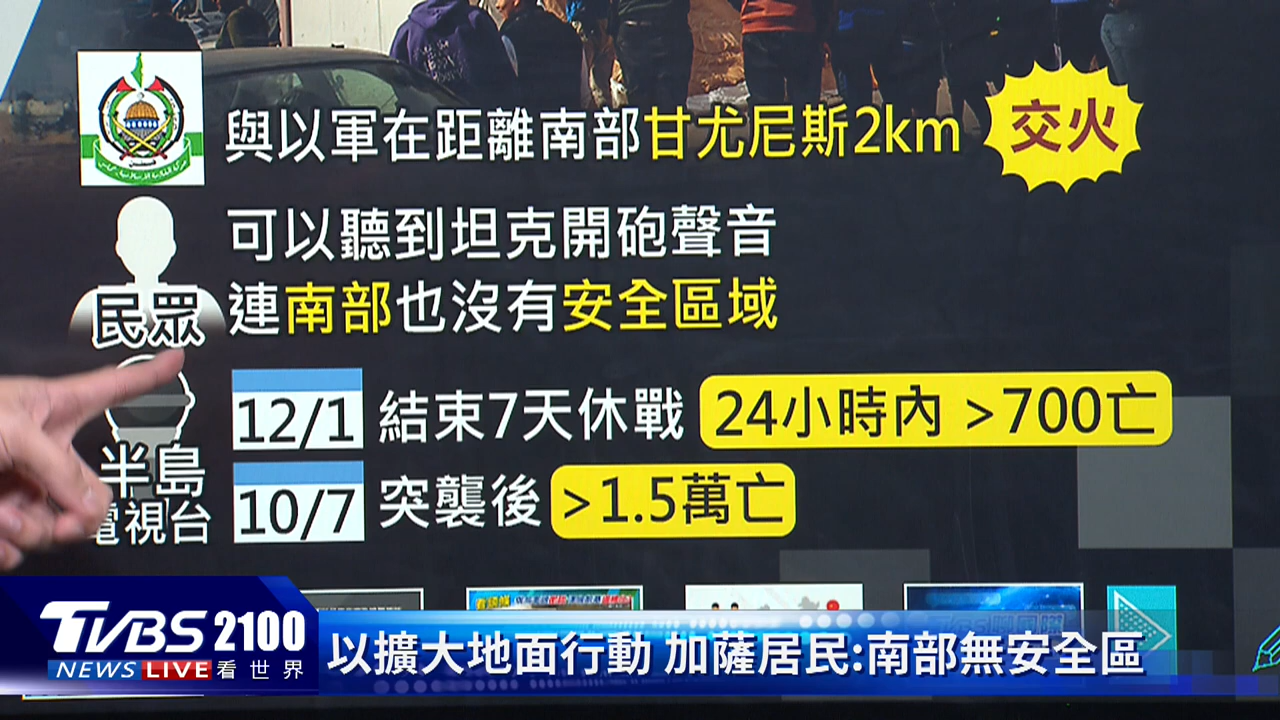 與以軍在距離南部甘尤尼斯2km
交火
可以聽到坦克開砲聲音
民眾
連南部也沒有安全區域
12/1 結束7天休戰 24小時內 >700亡
半島
電視台
10/7 突襲後 >1.5萬亡
TVBS 2100
NEWS LIVE 看世界
以擴大地面行動 加薩居民:南部無安全區